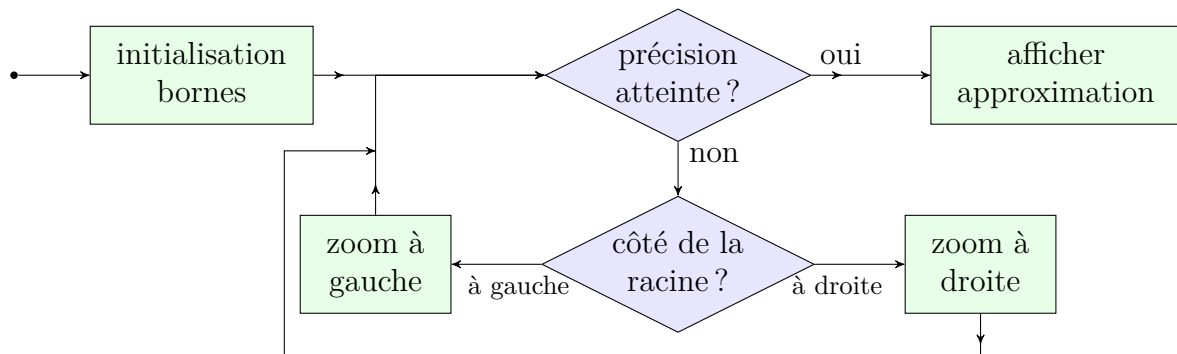 initialisation
bornes
précision
atteinte ?
oui
afficher
approximation
non
zoom à
gauche
à gauche
côté de la
racine ?
à droite
zoom à
droite